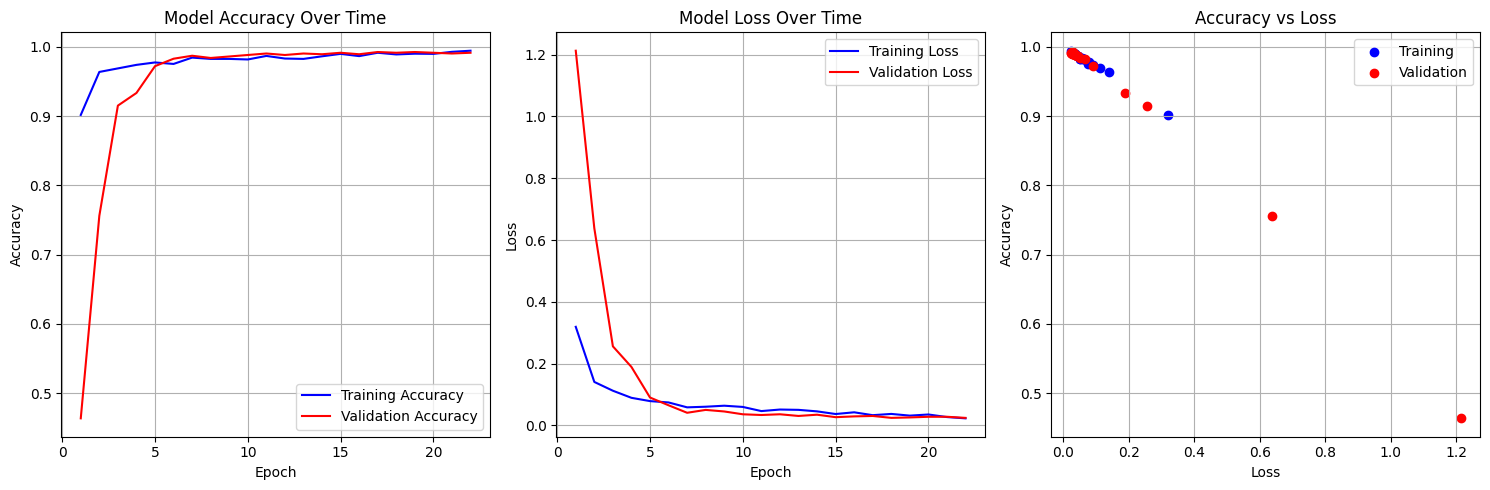 Model Accuracy Over Time
Accuracy
1.0
0.9
0.8
0.7
0.6
0.5
0
5
10
15
20
Epoch
Training Accuracy
Validation Accuracy
Model Loss Over Time
Loss
1.2
1.0
0.8
0.6
0.4
0.2
0.0
0
5
10
15
20
Epoch
Training Loss
Validation Loss
Accuracy vs Loss
Accuracy
1.0
0.9
0.8
0.7
0.6
0.5
0.0
0.2
0.4
0.6
0.8
1.0
1.2
Loss
Training
Validation